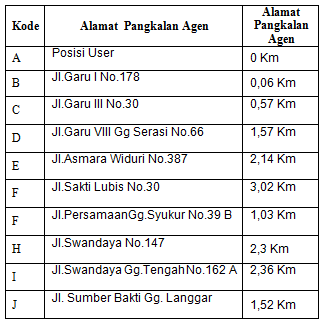 Kode Alamat Pangkalan Agen Alamat Pangkalan Agen
A Posisi User 0 Km
B Jl.Garu I No.178 0,06 Km
C Jl.Garu III No.30 0,57 Km
D Jl.Garu VIII Gg Serasi No.66 1,57 Km
E Jl.Asmara Widuri No.387 2,14 Km
F Jl.Sakti Lubis No.30 3,02 Km
F Jl.PersamaanGg.Syukur No.39 B 1,03 Km
H Jl.Swandaya No.147 2,3 Km
I Jl.Swandaya Gg.TengahNo.162 A 2,36 Km
J Jl. Sumber Bakti Gg. Langgar 1,52 Km